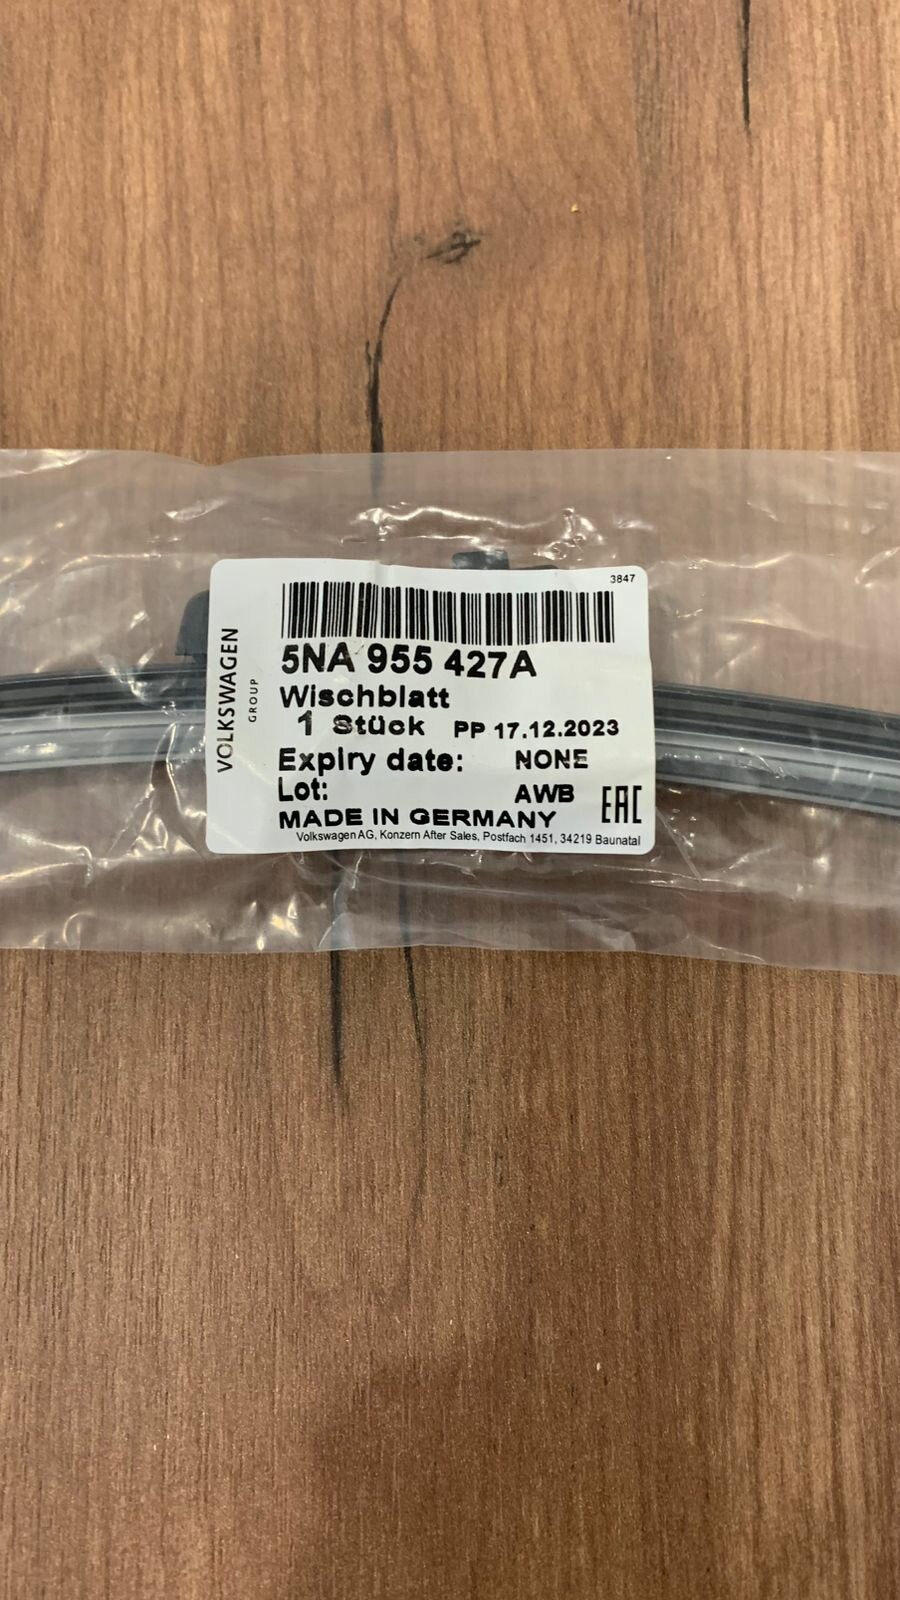 3847
VOLKSWAGEN
GROUP
5NA 955 427A
Wischblatt
1 Stück PP 17.12.2023
Expiry date: NONE
Lot: AWB
EAC
MADE IN GERMANY
Volkswagen AG, Konzern After Sales, Postfach 1451, 34219 Baunatal